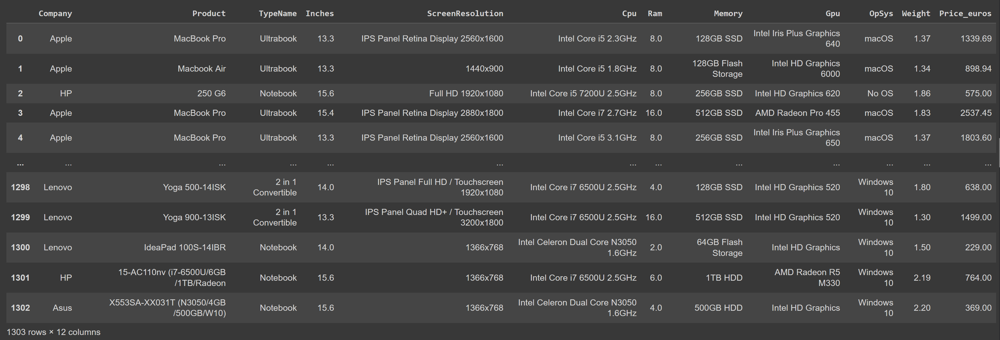 Company Product TypeName Inches ScreenResolution Cpu Ram Memory Gpu OpSys Weight Price_euros
0 Apple MacBook Pro Ultrabook 13.3 IPS Panel Retina Display 2560x1600 Intel Core i5 2.3GHz 8.0 128GB SSD Intel Iris Plus Graphics 640 macOS 1.37 1339.69
1 Apple Macbook Air Ultrabook 13.3 1440x900 Intel Core i5 1.8GHz 8.0 128GB Flash Storage Intel HD Graphics 6000 macOS 1.34 898.94
2 HP 250 G6 Notebook 15.6 Full HD 1920x1080 Intel Core i5 7200U 2.5GHz 8.0 256GB SSD Intel HD Graphics 620 No OS 1.86 575.00
3 Apple MacBook Pro Ultrabook 15.4 IPS Panel Retina Display 2880x1800 Intel Core i7 2.7GHz 16.0 512GB SSD AMD Radeon Pro 455 macOS 1.83 2537.45
4 Apple MacBook Pro Ultrabook 13.3 IPS Panel Retina Display 2560x1600 Intel Core i5 3.1GHz 8.0 256GB SSD Intel Iris Plus Graphics 650 macOS 1.37 1803.60
... ... ... ... ... ... ... ... ... ... ... ... ...
1298 Lenovo Yoga 500-14ISK 2 in 1 Convertible 14.0 IPS Panel Full HD / Touchscreen 1920x1080 Intel Core i7 6500U 2.5GHz 4.0 128GB SSD Intel HD Graphics 520 Windows 10 1.80 638.00
1299 Lenovo Yoga 900-13ISK 2 in 1 Convertible 13.3 IPS Panel Quad HD+ / Touchscreen 3200x1800 Intel Core i7 6500U 2.5GHz 16.0 512GB SSD Intel HD Graphics 520 Windows 10 1.30 1499.00
1300 Lenovo IdeaPad 100S-14IBR Notebook 14.0 1366x768 Intel Celeron Dual Core N3050 1.6GHz 2.0 64GB Flash Storage Intel HD Graphics Windows 10 1.50 229.00
1301 HP 15-AC110nv (i7-6500U/6GB/1TB/Radeon Notebook 15.6 1366x768 Intel Core i7 6500U 2.5GHz 6.0 1TB HDD AMD Radeon R5 M330 Windows 10 2.19 764.00
1302 Asus X553SA-XX031T (N3050/4GB/500GB/W10) Notebook 15.6 1366x768 Intel Celeron Dual Core N3050 1.6GHz 4.0 500GB HDD Intel HD Graphics Windows 10 2.20 369.00
1303 rows × 12 columns